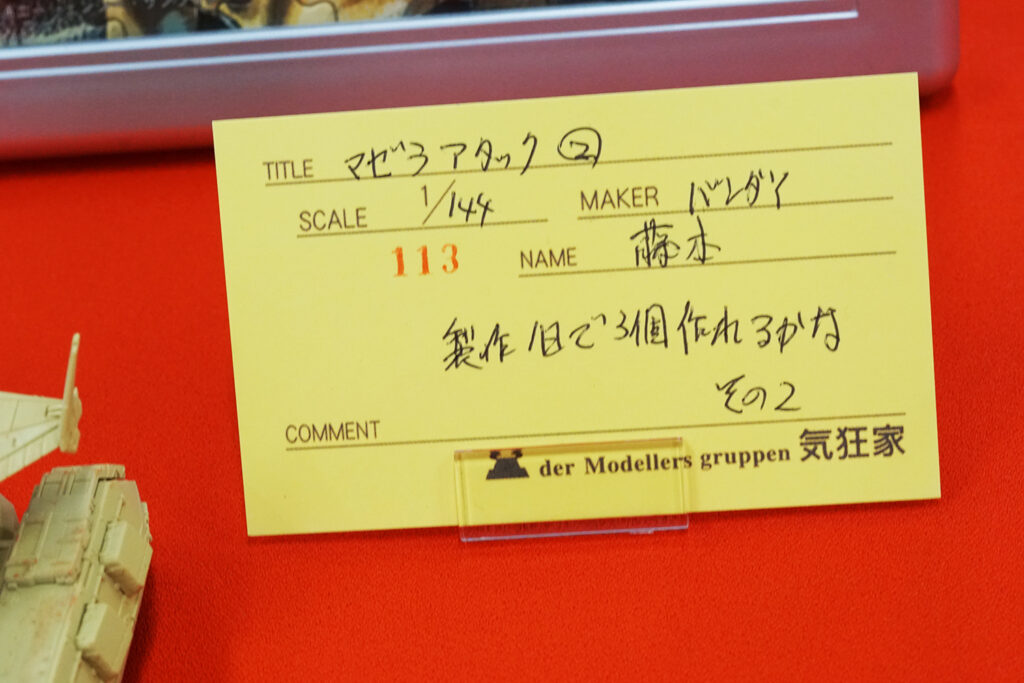 TITLE マゼラアタック②
SCALE 1/144 MAKER バンダイ
113 NAME 藤木
製作1日で3個作れるかな
その2
COMMENT
der Modellers gruppen 気狂家